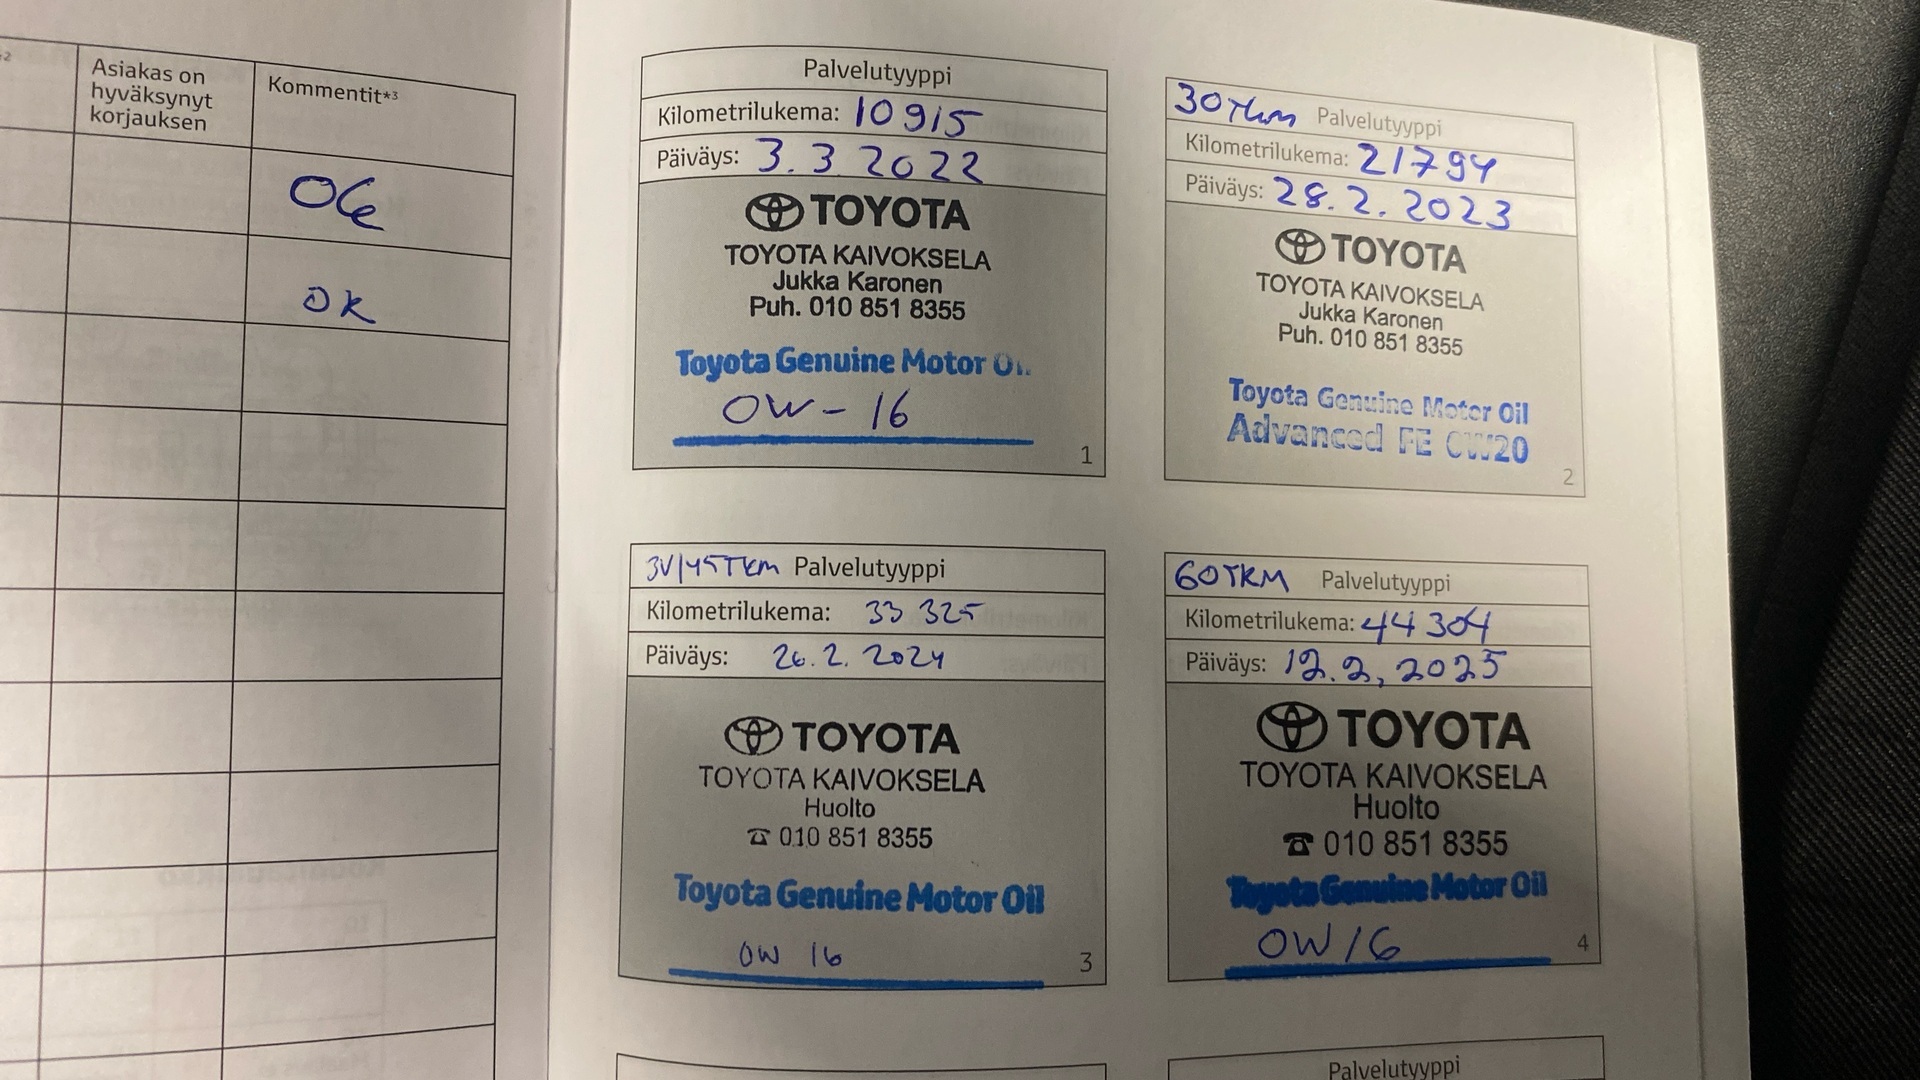 Asiakas on
hyväksynyt
korjauksen
Kommentit*3
OK
OK
Palvelutyyppi
Kilometrilukema: 10915
Päiväys: 3.3.2022
TOYOTA
TOYOTA KAIVOKSELA
Jukka Karonen
Puh. 010 851 8355
Toyota Genuine Motor Oil
0W-16
1
30Tkm Palvelutyyppi
Kilometrilukema: 21794
Päiväys: 28.2.2023
TOYOTA
TOYOTA KAIVOKSELA
Jukka Karonen
Puh. 010 851 8355
Toyota Genuine Motor Oil
Advanced FE 0W20
2
3V/45TKM Palvelutyyppi
Kilometrilukema: 33 325
Päiväys: 26.2.2024
TOYOTA
TOYOTA KAIVOKSELA
Huolto
☎ 010 851 8355
Toyota Genuine Motor Oil
0W 16
3
60TKM Palvelutyyppi
Kilometrilukema: 44 304
Päiväys: 12.2,2025
TOYOTA
TOYOTA KAIVOKSELA
Huolto
☎ 010 851 8355
Toyota Genuine Motor Oil
0W16
4
Palvelutyyppi